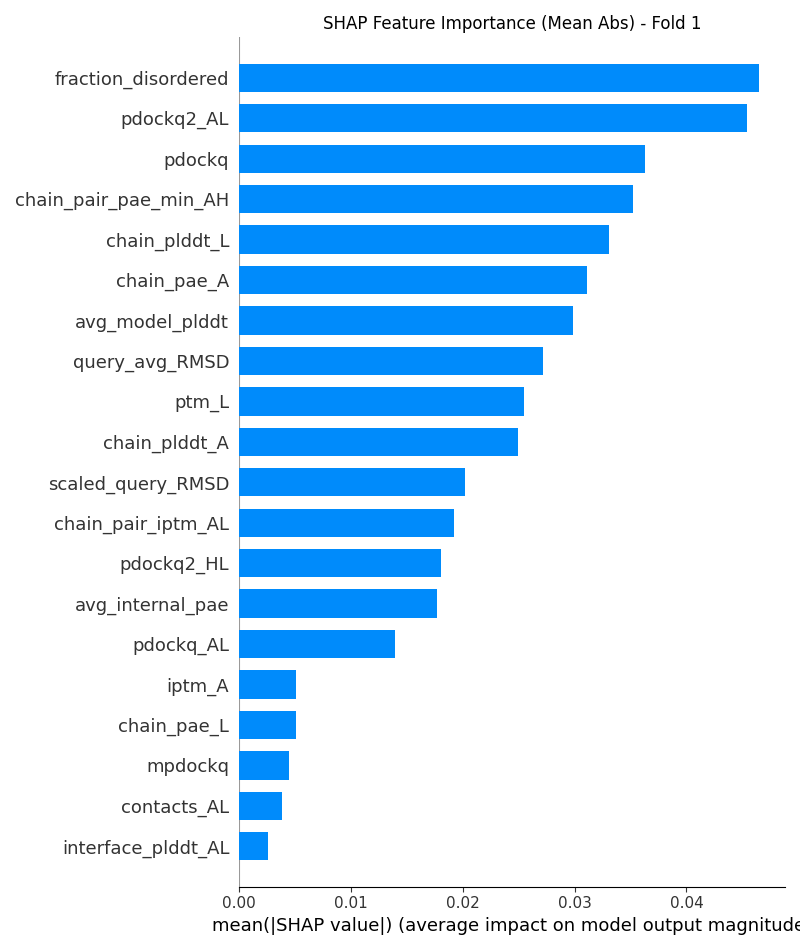 SHAP Feature Importance (Mean Abs) - Fold 1
fraction_disordered
pdockq2_AL
pdockq
chain_pair_pae_min_AH
chain_plddt_L
chain_pae_A
avg_model_plddt
query_avg_RMSD
ptm_L
chain_plddt_A
scaled_query_RMSD
chain_pair_iptm_AL
pdockq2_HL
avg_internal_pae
pdockq_AL
iptm_A
chain_pae_L
mpdockq
contacts_AL
interface_plddt_AL
0.00 0.01 0.02 0.03 0.04
mean(|SHAP value|) (average impact on model output magnitude